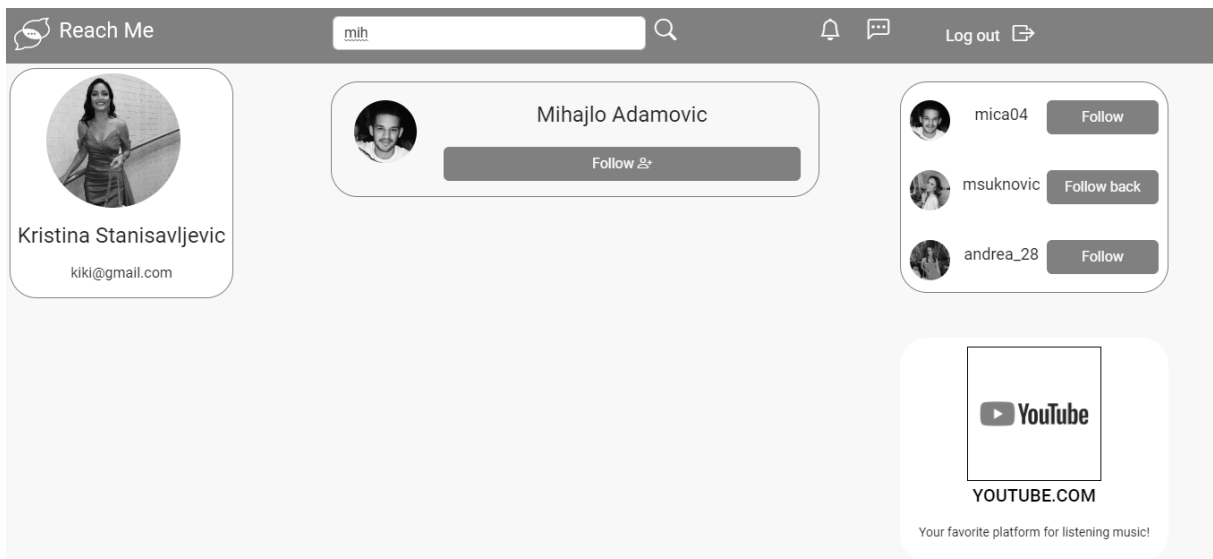 Reach Me
mih
Log out
Kristina Stanisavljevic
kiki@gmail.com
Mihajlo Adamovic
Follow
mica04
Follow
msuknovic
Follow back
andrea_28
Follow
YouTube
YOUTUBE.COM
Your favorite platform for listening music!